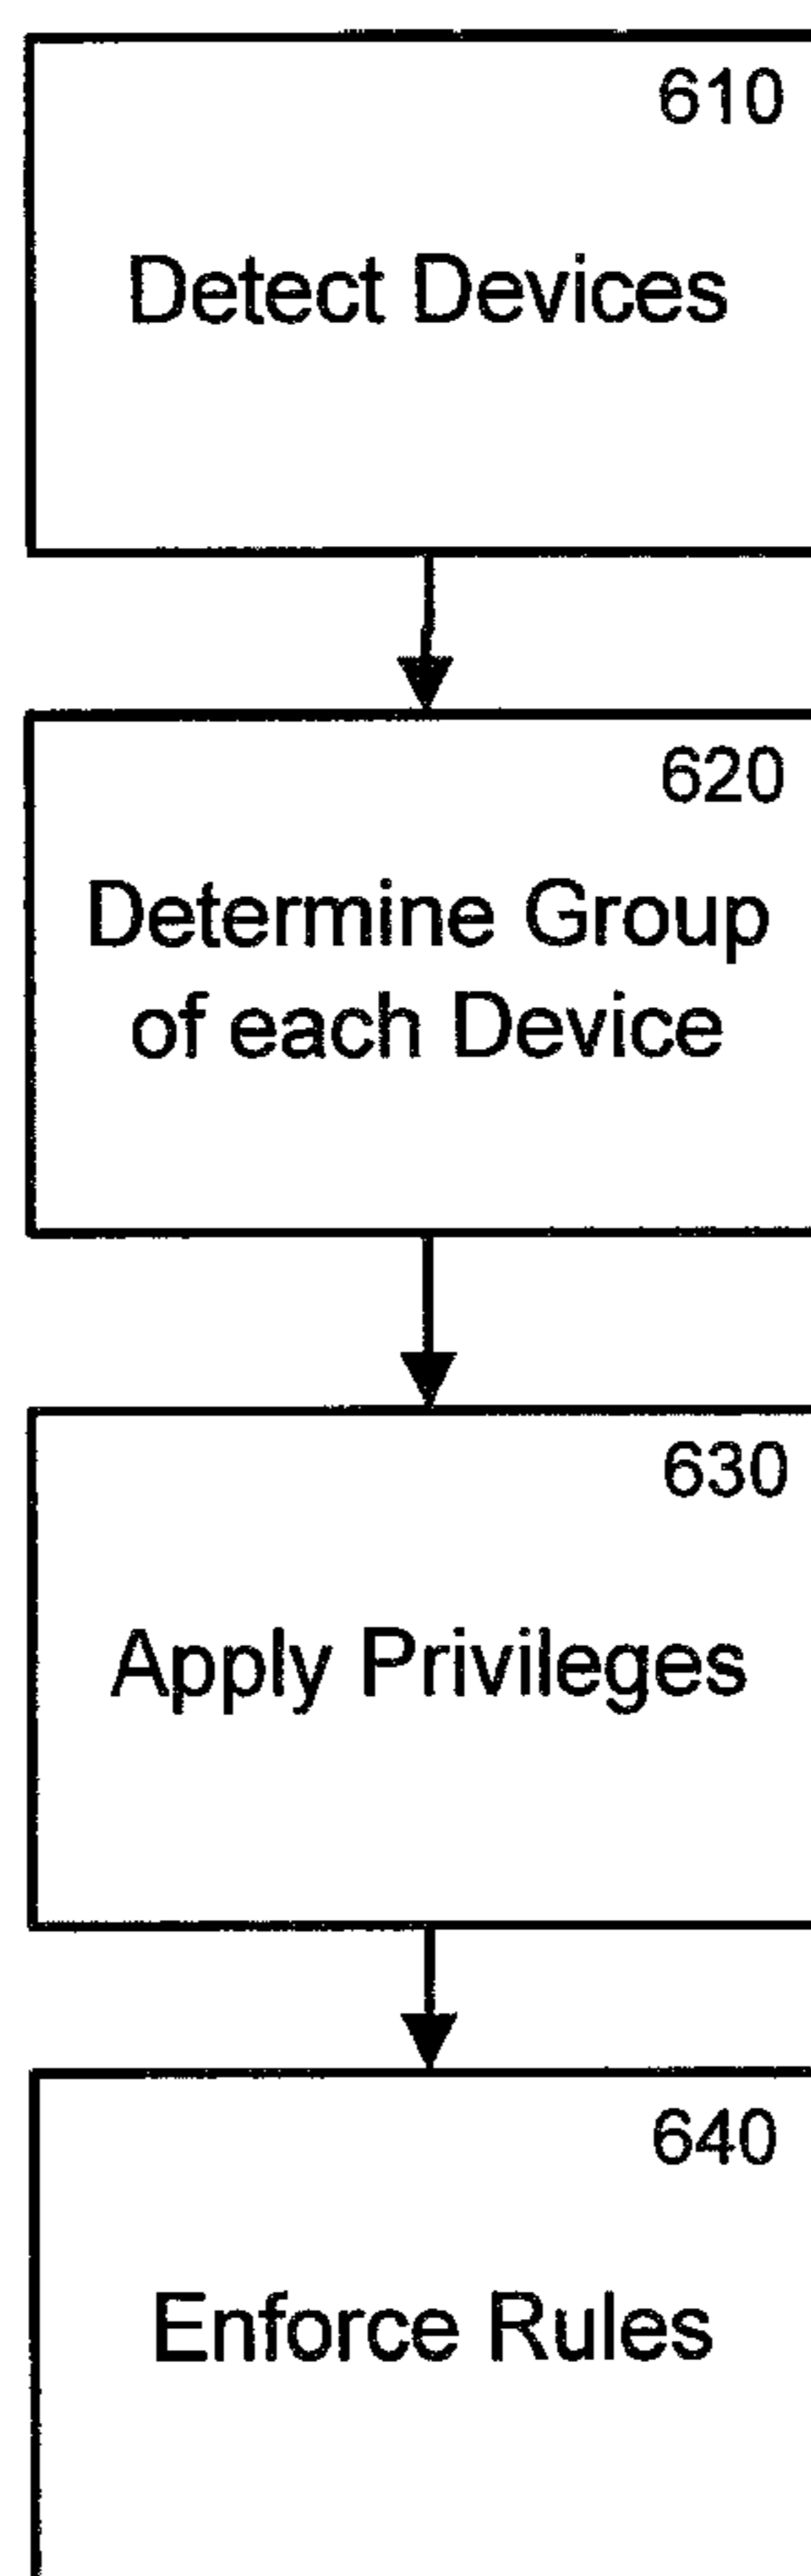 610
Detect Devices
620
Determine Group
of each Device
630
Apply Privileges
640
Enforce Rules